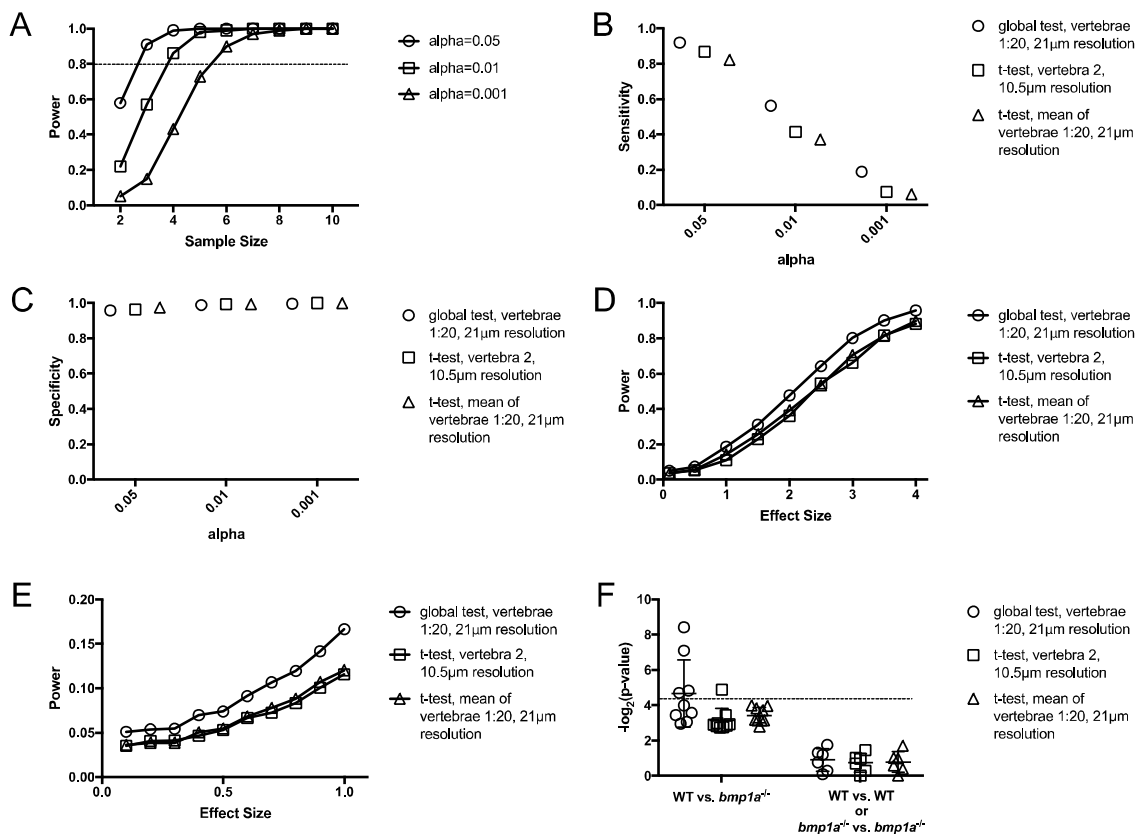 A
1.0
0.8
0.6
0.4
0.2
0.0
Power
2
4
6
8
10
Sample Size
alpha=0.05
alpha=0.01
alpha=0.001
B
1.0
0.8
0.6
0.4
0.2
0.0
Sensitivity
0.05
0.01
0.001
alpha
global test, vertebrae
1:20, 21µm resolution
t-test, vertebra 2,
10.5µm resolution
t-test, mean of
vertebrae 1:20, 21µm
resolution
C
1.0
0.8
0.6
0.4
0.2
0.0
Specificity
0.05
0.01
0.001
alpha
global test, vertebrae
1:20, 21µm resolution
t-test, vertebra 2,
10.5µm resolution
t-test, mean of
vertebrae 1:20, 21µm
resolution
D
1.0
0.8
0.6
0.4
0.2
0.0
Power
0
1
2
3
4
Effect Size
global test, vertebrae
1:20, 21µm resolution
t-test, vertebra 2,
10.5µm resolution
t-test, mean of
vertebrae 1:20, 21µm
resolution
E
0.20
0.15
0.10
0.05
0.00
Power
0.0
0.5
1.0
Effect Size
global test, vertebrae
1:20, 21µm resolution
t-test, vertebra 2,
10.5µm resolution
t-test, mean of
vertebrae 1:20, 21µm
resolution
F
10
8
6
4
2
0
-log₂(p-value)
WT vs. bmp1a⁻/⁻
WT vs. WT
or
bmp1a⁻/⁻ vs. bmp1a⁻/⁻
global test, vertebrae
1:20, 21µm resolution
t-test, vertebra 2,
10.5µm resolution
t-test, mean of
vertebrae 1:20, 21µm
resolution